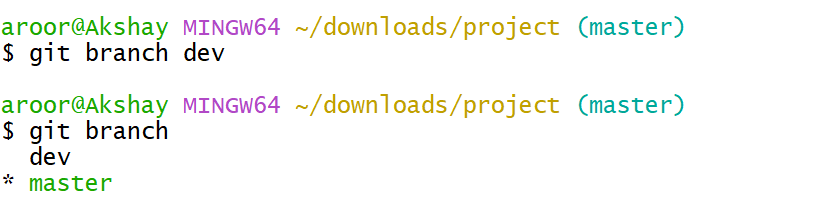 aroor@Akshay MINGW64 ~/downloads/project (master)
$ git branch dev
aroor@Akshay MINGW64 ~/downloads/project (master)
$ git branch
  dev
* master